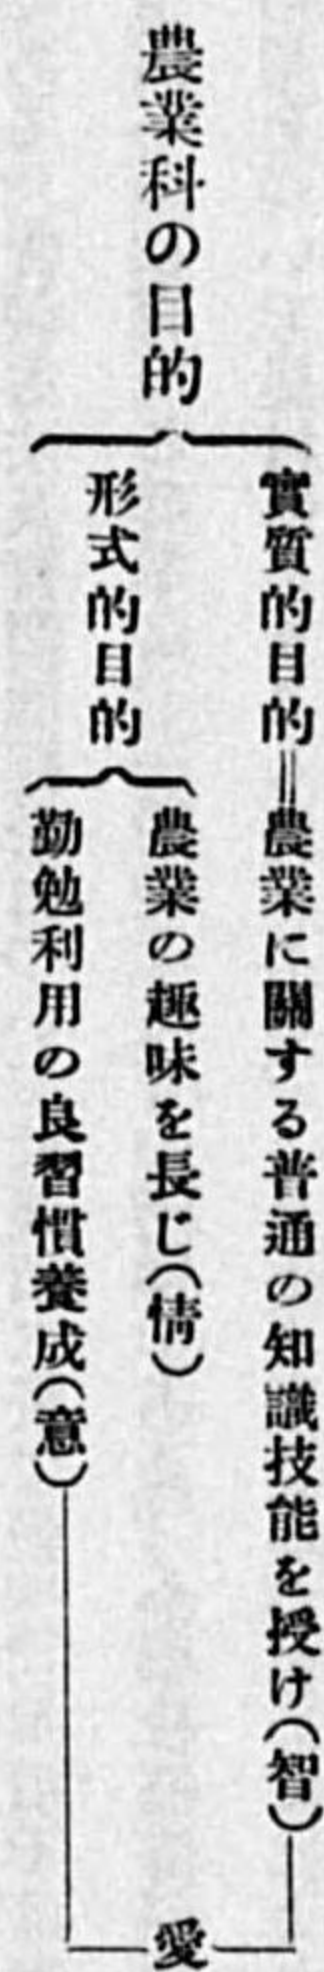 農業科の目的
實質的目的=農業に關する普通の知識技能を授け(智)
形式的目的
農業の趣味を長じ(情)
勤勉利用の良習慣養成(意)
愛